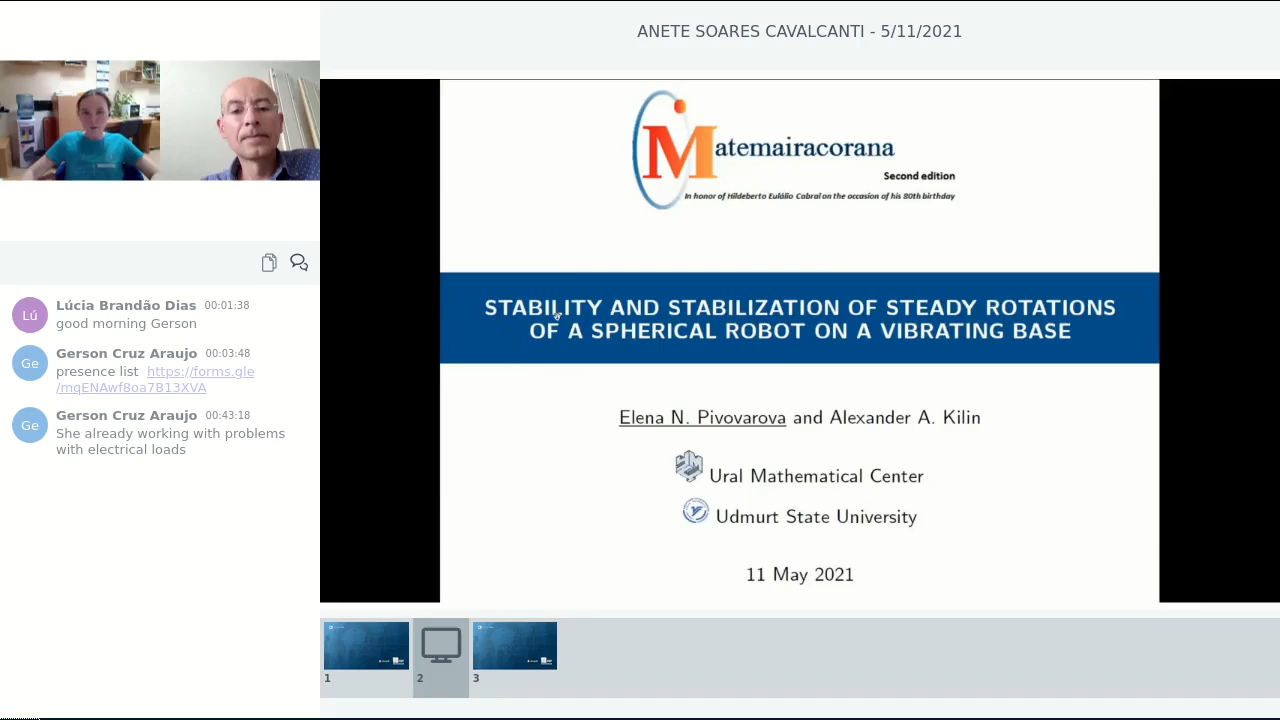 ANETE SOARES CAVALCANTI - 5/11/2021
Matemairacorana
Second edition
In honor of Hildeberto Eulálio Cabral on the occasion of his 80th birthday
STABILITY AND STABILIZATION OF STEADY ROTATIONS
OF A SPHERICAL ROBOT ON A VIBRATING BASE
Elena N. Pivovarova and Alexander A. Kilin
Ural Mathematical Center
Udmurt State University
11 May 2021
Lú
Lúcia Brandão Dias 00:01:38
good morning Gerson
Ge
Gerson Cruz Araujo 00:03:48
presence list https://forms.gle
/mqENAwf8oa7B13XVA
Ge
Gerson Cruz Araujo 00:43:18
She already working with problems
with electrical loads
1
2
3